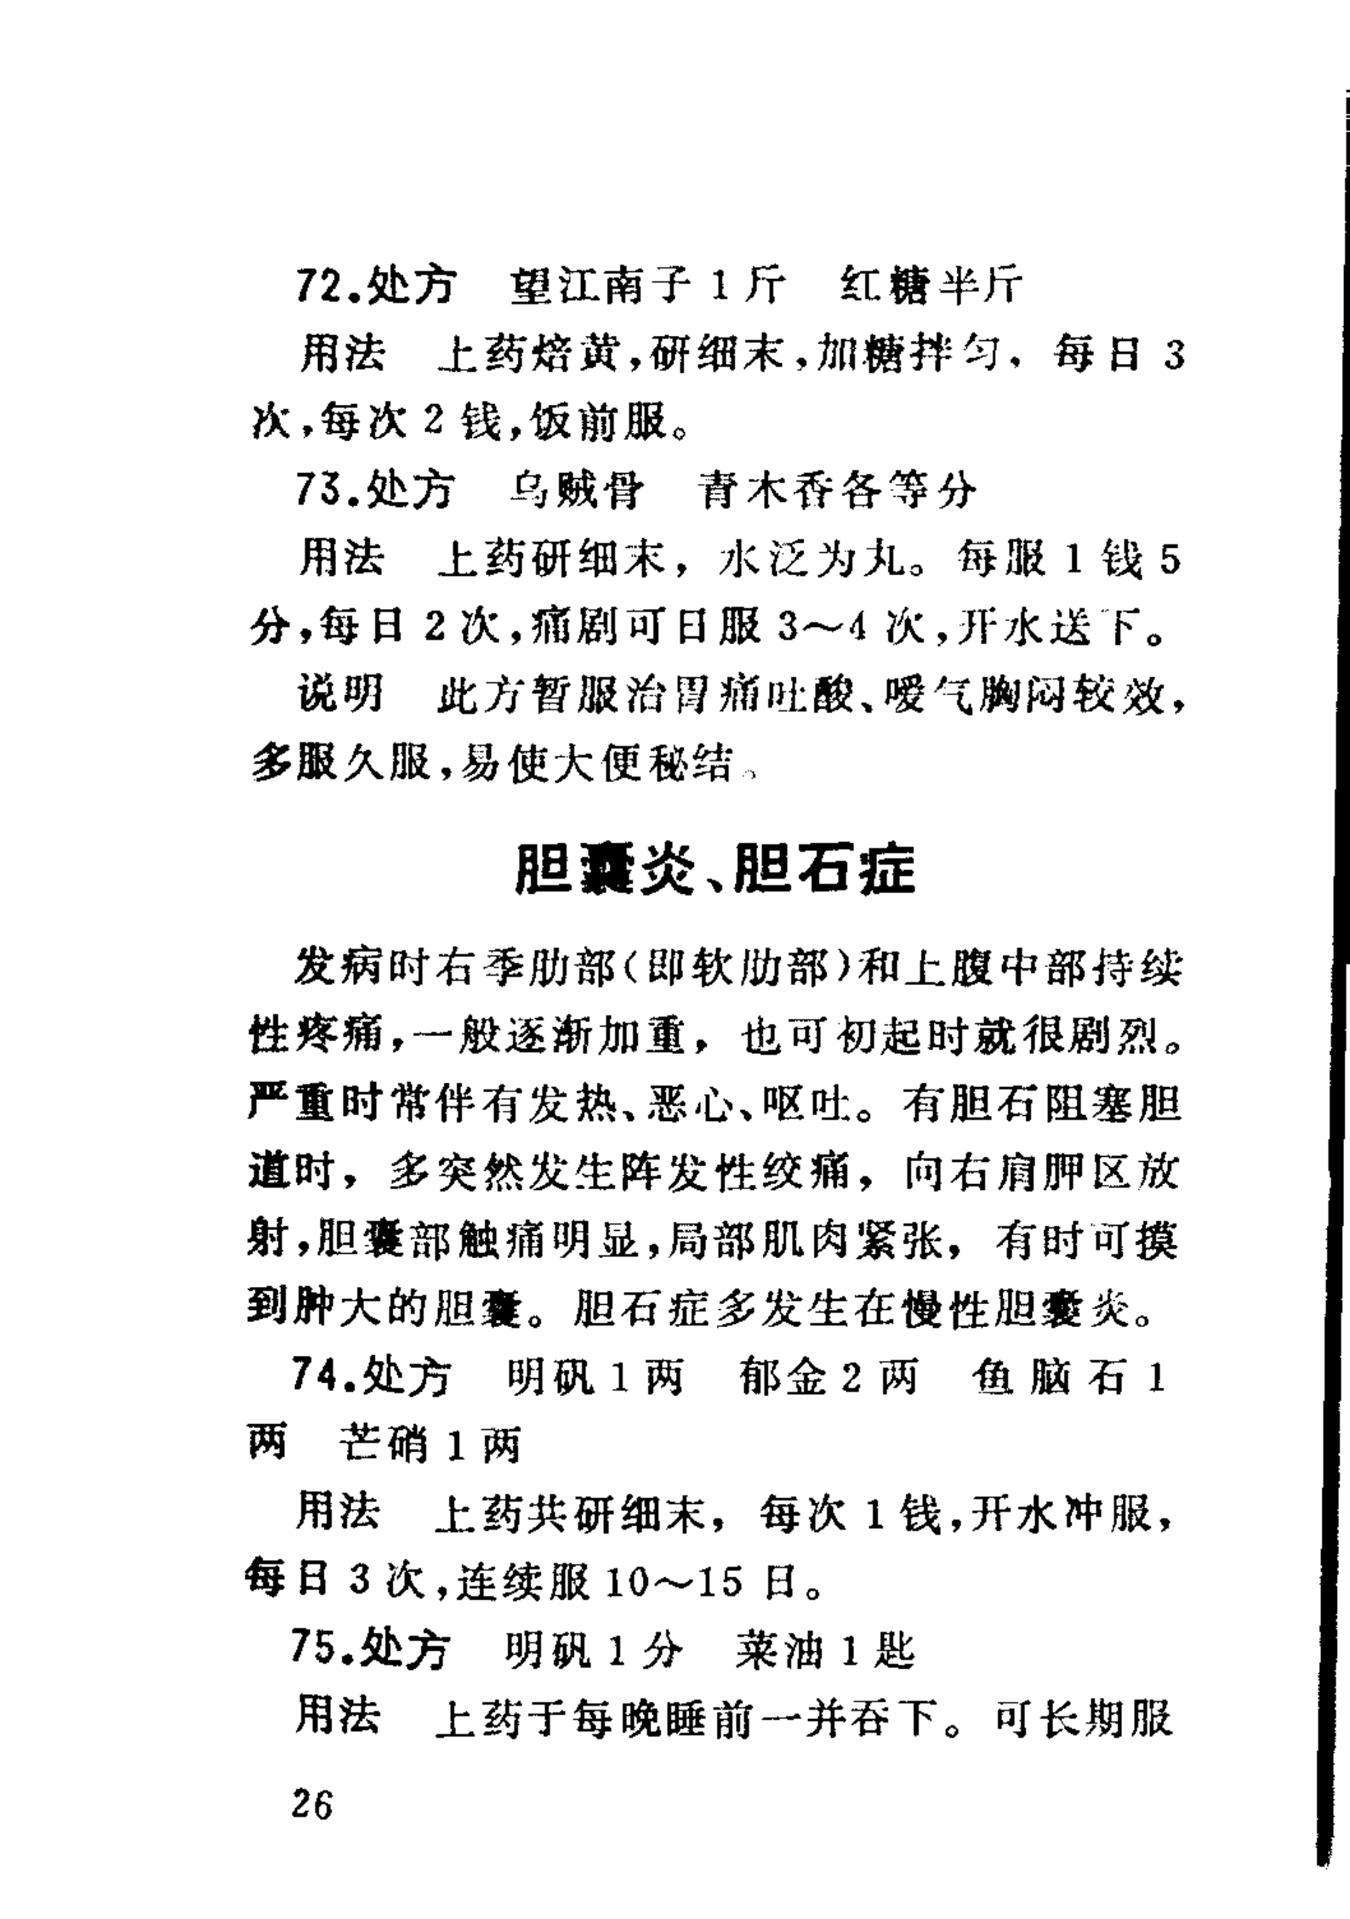 72.处方　望江南子1斤　红糖半斤
用法　上药焙黄,研细末,加糖拌匀，每日3
次,每次2钱,饭前服。
73.处方　乌贼骨　青木香各等分
用法　上药研细末，水泛为丸。每服1钱5
分,每日2次,痛剧可日服3～4次,开水送下。
说明　此方暂服治胃痛吐酸、嗳气胸闷较效，
多服久服,易使大便秘结。
胆囊炎、胆石症
发病时右季肋部(即软肋部)和上腹中部持续
性疼痛,一般逐渐加重，也可初起时就很剧烈。
严重时常伴有发热、恶心、呕吐。有胆石阻塞胆
道时，多突然发生阵发性绞痛，向右肩胛区放
射,胆囊部触痛明显,局部肌肉紧张，有时可摸
到肿大的胆囊。胆石症多发生在慢性胆囊炎。
74.处方　明矾1两　郁金2两　鱼脑石1
两　芒硝1两
用法　上药共研细末，每次1钱,开水冲服，
每日3次,连续服10～15日。
75.处方　明矾1分　菜油1匙
用法　上药于每晚睡前一并吞下。可长期服
26